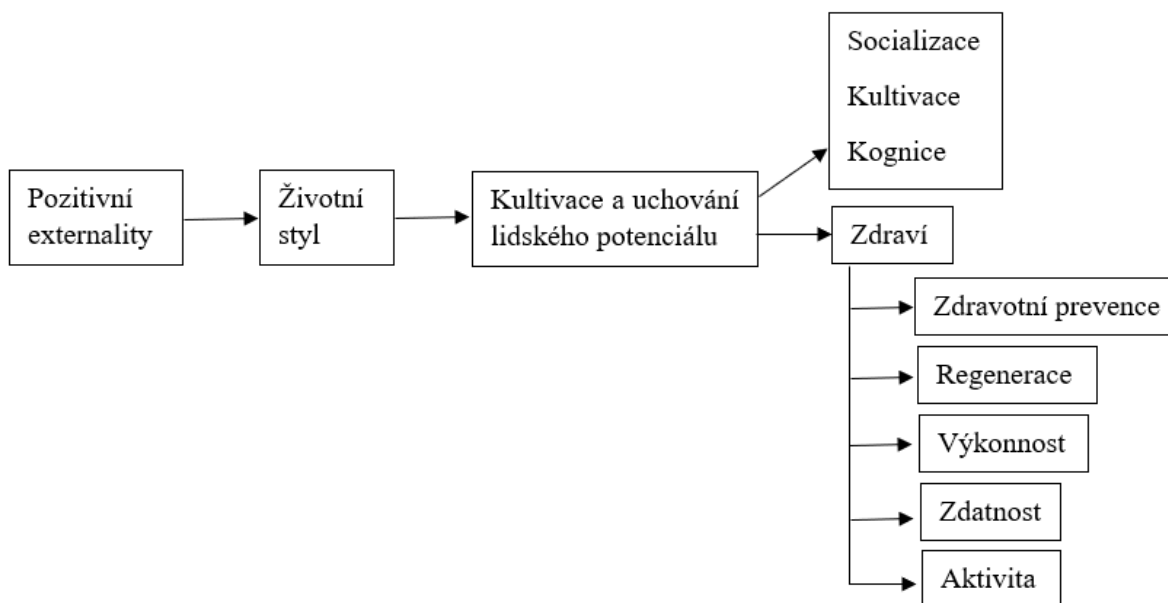 Pozitivní
externality
Životní
styl
Kultivace a uchování
lidského potenciálu
Socializace
Kultivace
Kognice
Zdraví
Zdravotní prevence
Regenerace
Výkonnost
Zdatnost
Aktivita